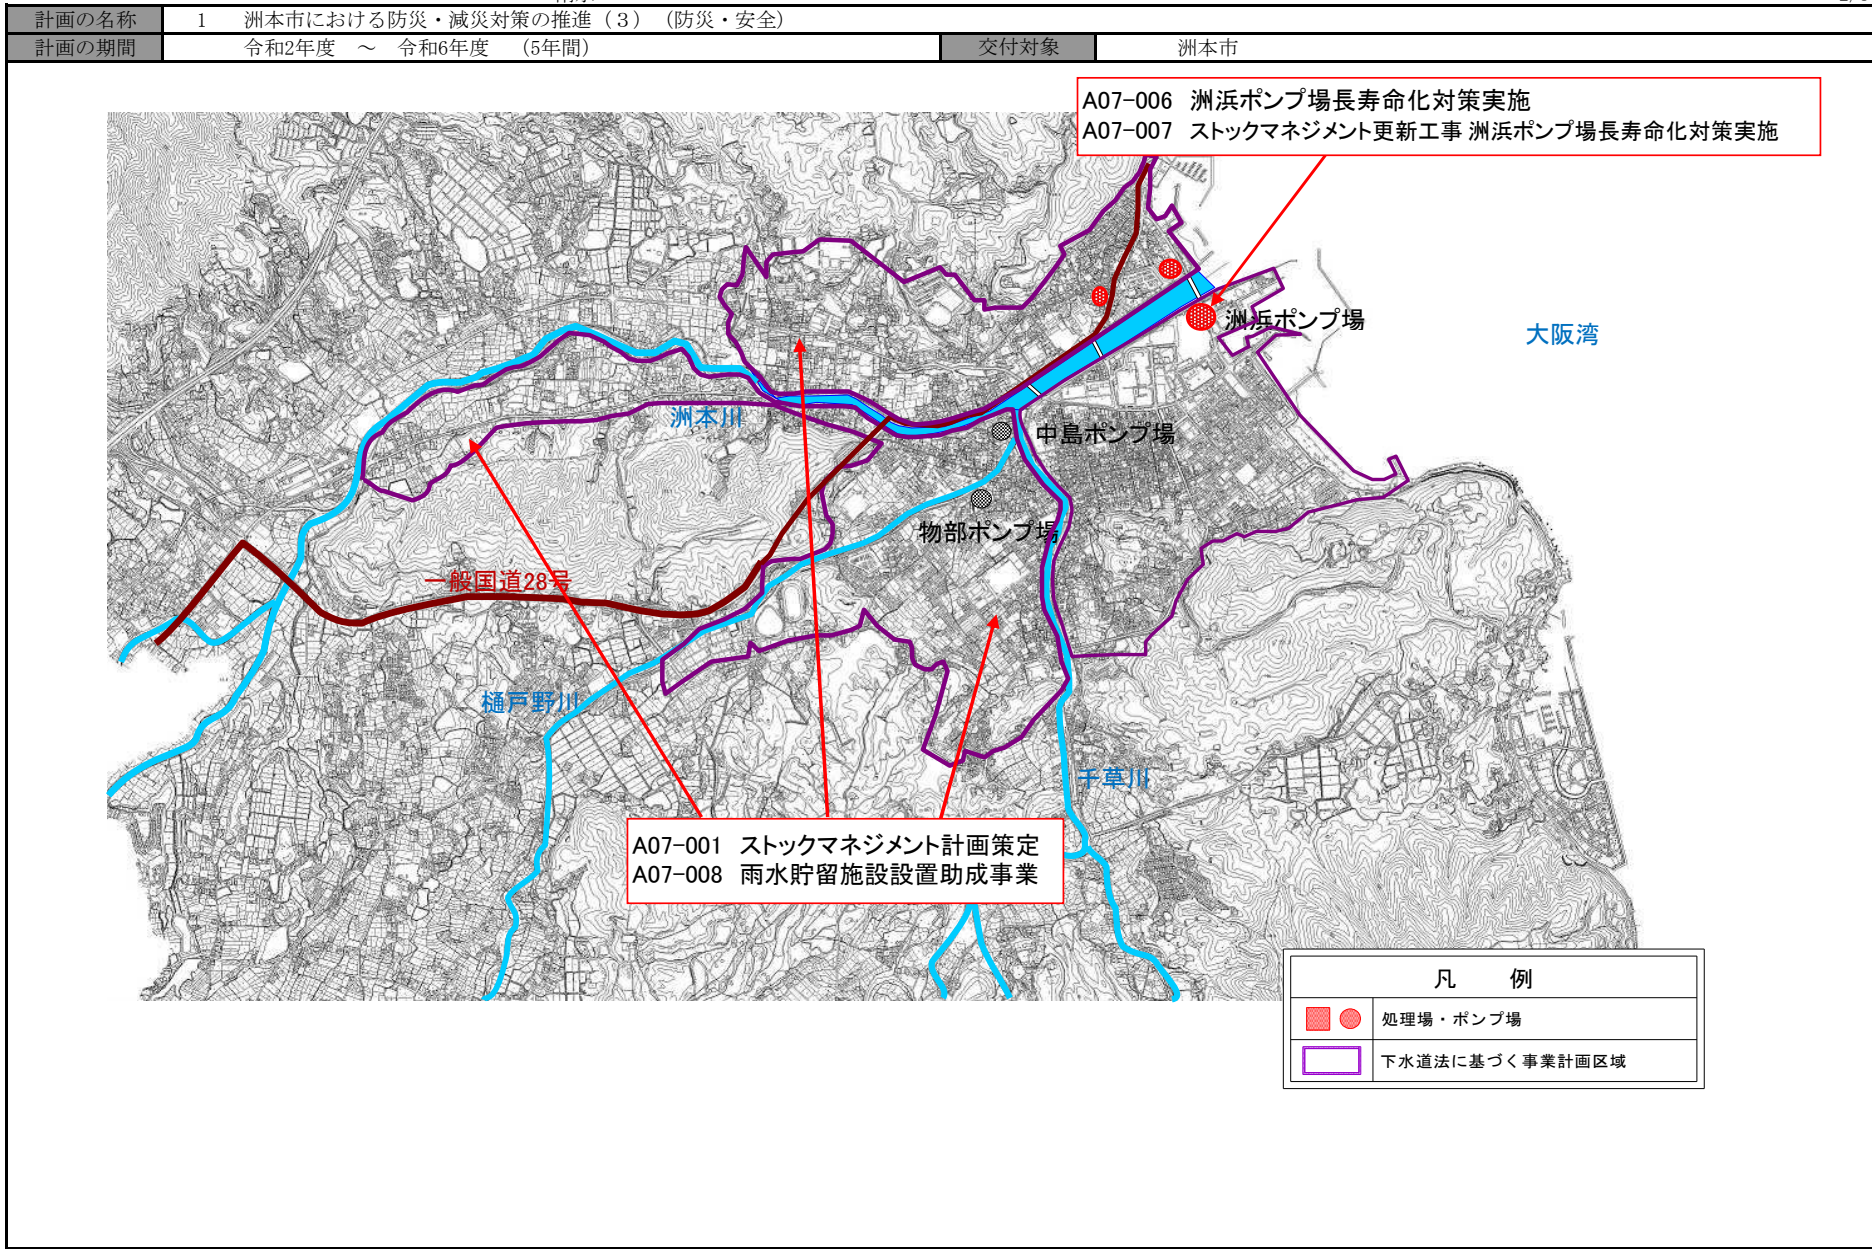 計画の名称 1 洲本市における防災・減災対策の推進（３）（防災・安全）
計画の期間 令和2年度 ～ 令和6年度 （5年間） 交付対象 洲本市
A07-006 洲浜ポンプ場長寿命化対策実施
A07-007 ストックマネジメント更新工事 洲浜ポンプ場長寿命化対策実施
洲浜ポンプ場
大阪湾
洲本川
中島ポンプ場
物部ポンプ場
一般国道28号
樋戸野川
千草川
A07-001 ストックマネジメント計画策定
A07-008 雨水貯留施設設置助成事業
凡 例
処理場・ポンプ場
下水道法に基づく事業計画区域